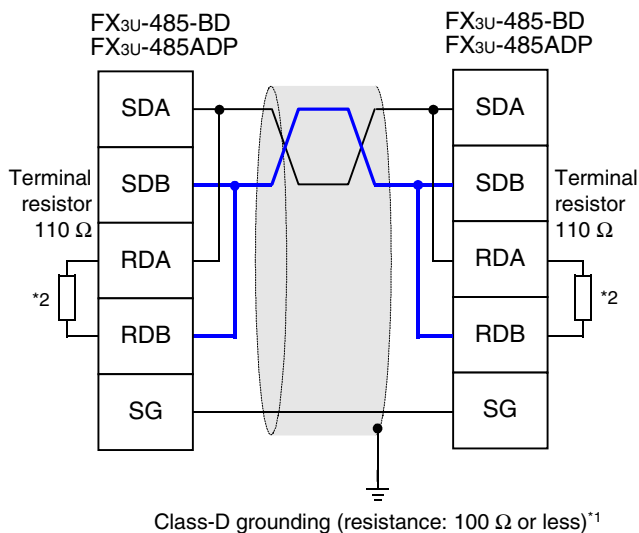 FX3U-485-BD
FX3U-485ADP
SDA
SDB
RDA
RDB
SG
Terminal
resistor
110 Ω
*2
FX3U-485-BD
FX3U-485ADP
SDA
SDB
RDA
RDB
SG
Terminal
resistor
110 Ω
*2
Class-D grounding (resistance: 100 Ω or less)*1